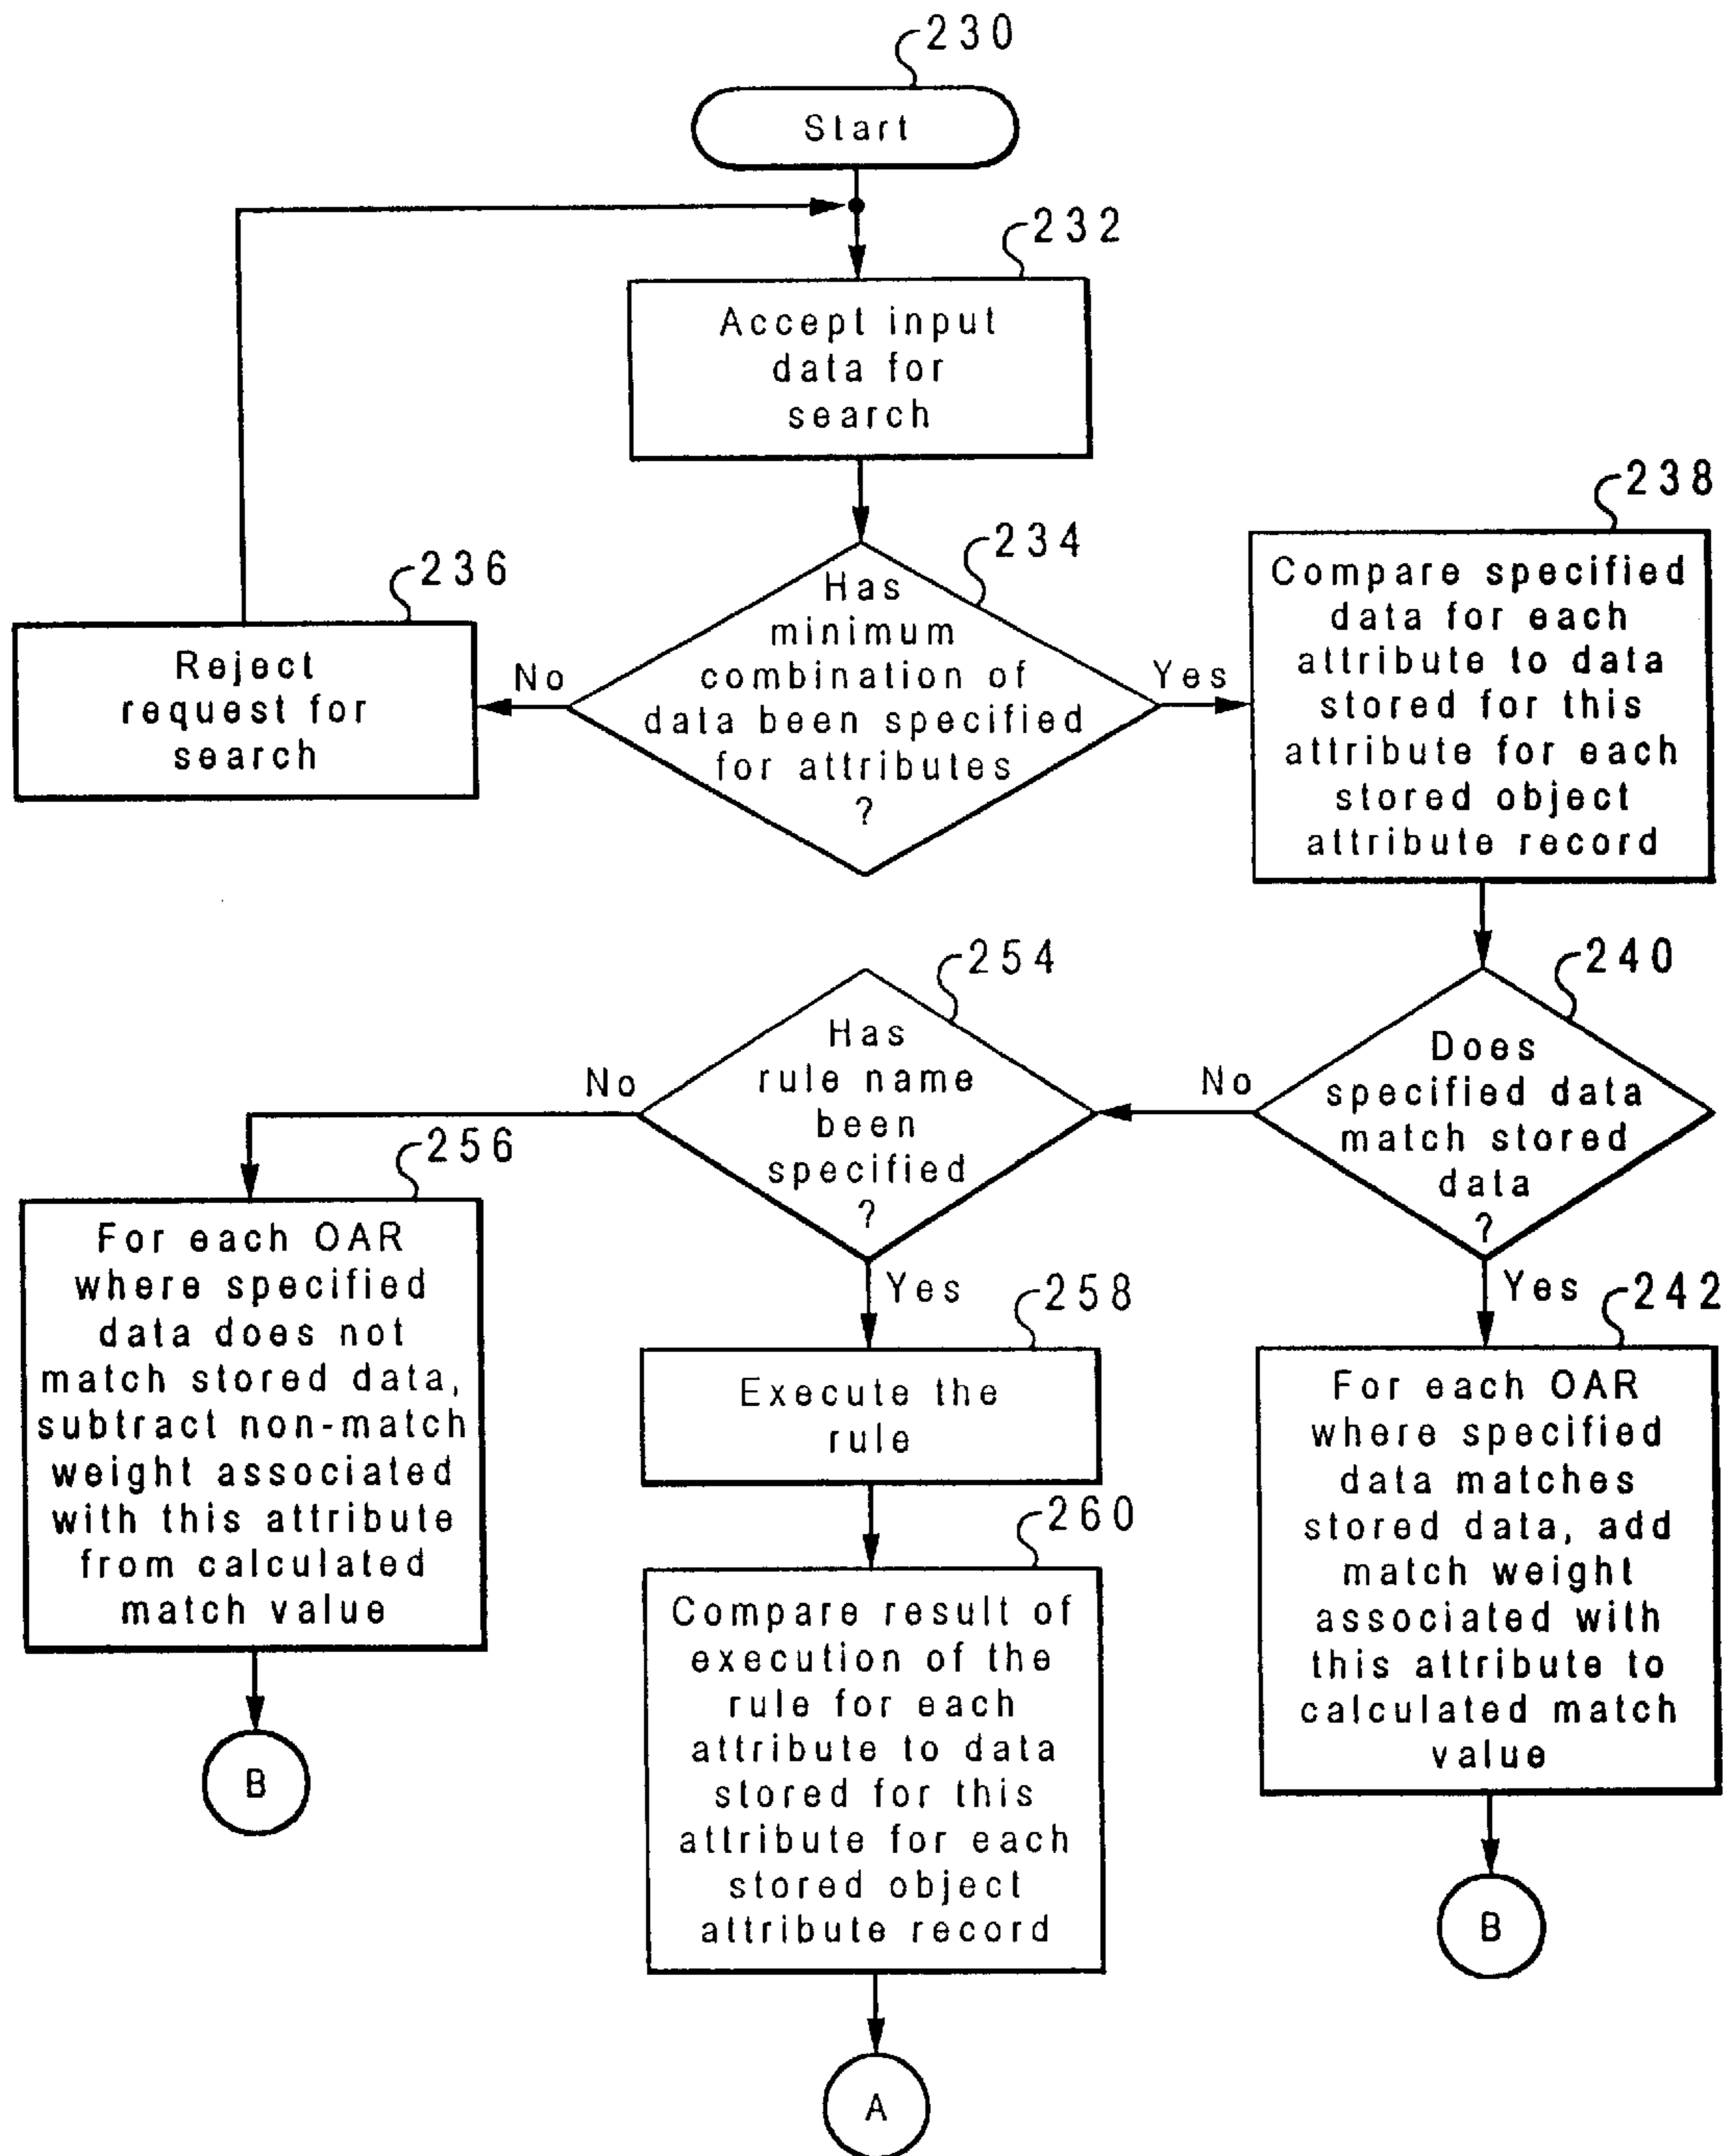 230
Start
232
Accept input
data for
search
234
Has
minimum
combination of
data been specified
for attributes
?
No
Yes
236
Reject
request for
search
238
Compare specified
data for each
attribute to data
stored for this
attribute for each
stored object
attribute record
240
Does
specified data
match stored
data
?
No
Yes
254
Has
rule name
been
specified
?
No
Yes
256
For each OAR
where specified
data does not
match stored data,
subtract non-match
weight associated
with this attribute
from calculated
match value
B
258
Execute the
rule
260
Compare result of
execution of the
rule for each
attribute to data
stored for this
attribute for each
stored object
attribute record
A
242
For each OAR
where specified
data matches
stored data, add
match weight
associated with
this attribute to
calculated match
value
B